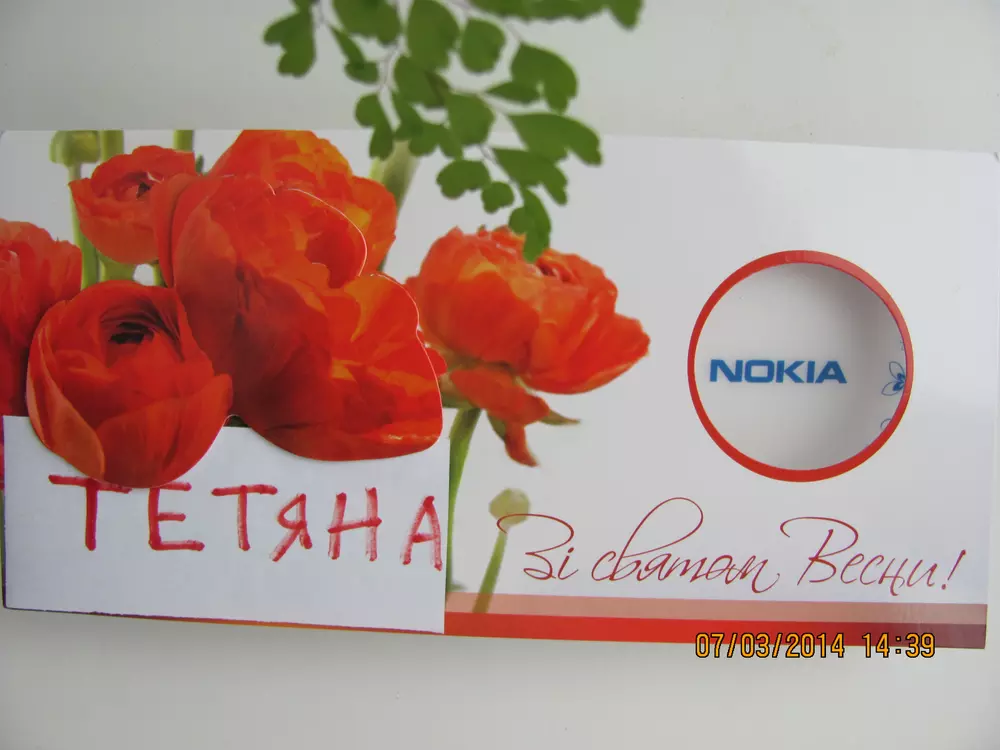 NOKIA
ТЕТЯНА
Зі святом Весни!
07/03/2014 14:39